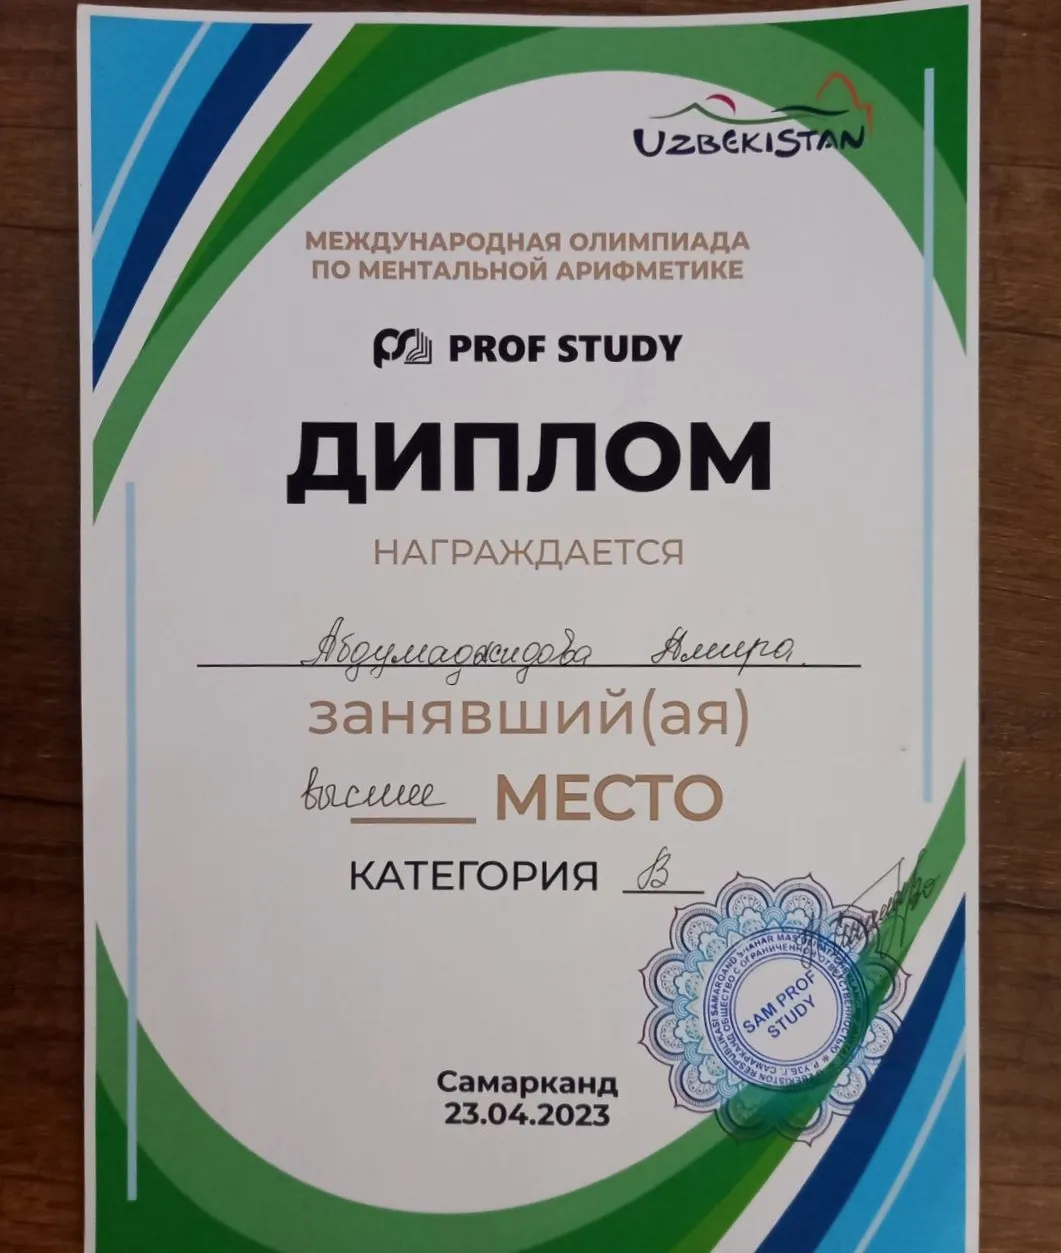 UZBEKISTAN
МЕЖДУНАРОДНАЯ ОЛИМПИАДА
ПО МЕНТАЛЬНОЙ АРИФМЕТИКЕ
PROF STUDY
ДИПЛОМ
НАГРАЖДАЕТСЯ
Абдумаджидова Амира
занявший(ая)
высшее МЕСТО
КАТЕГОРИЯ В
SAM PROF
STUDY
Самарканд
23.04.2023